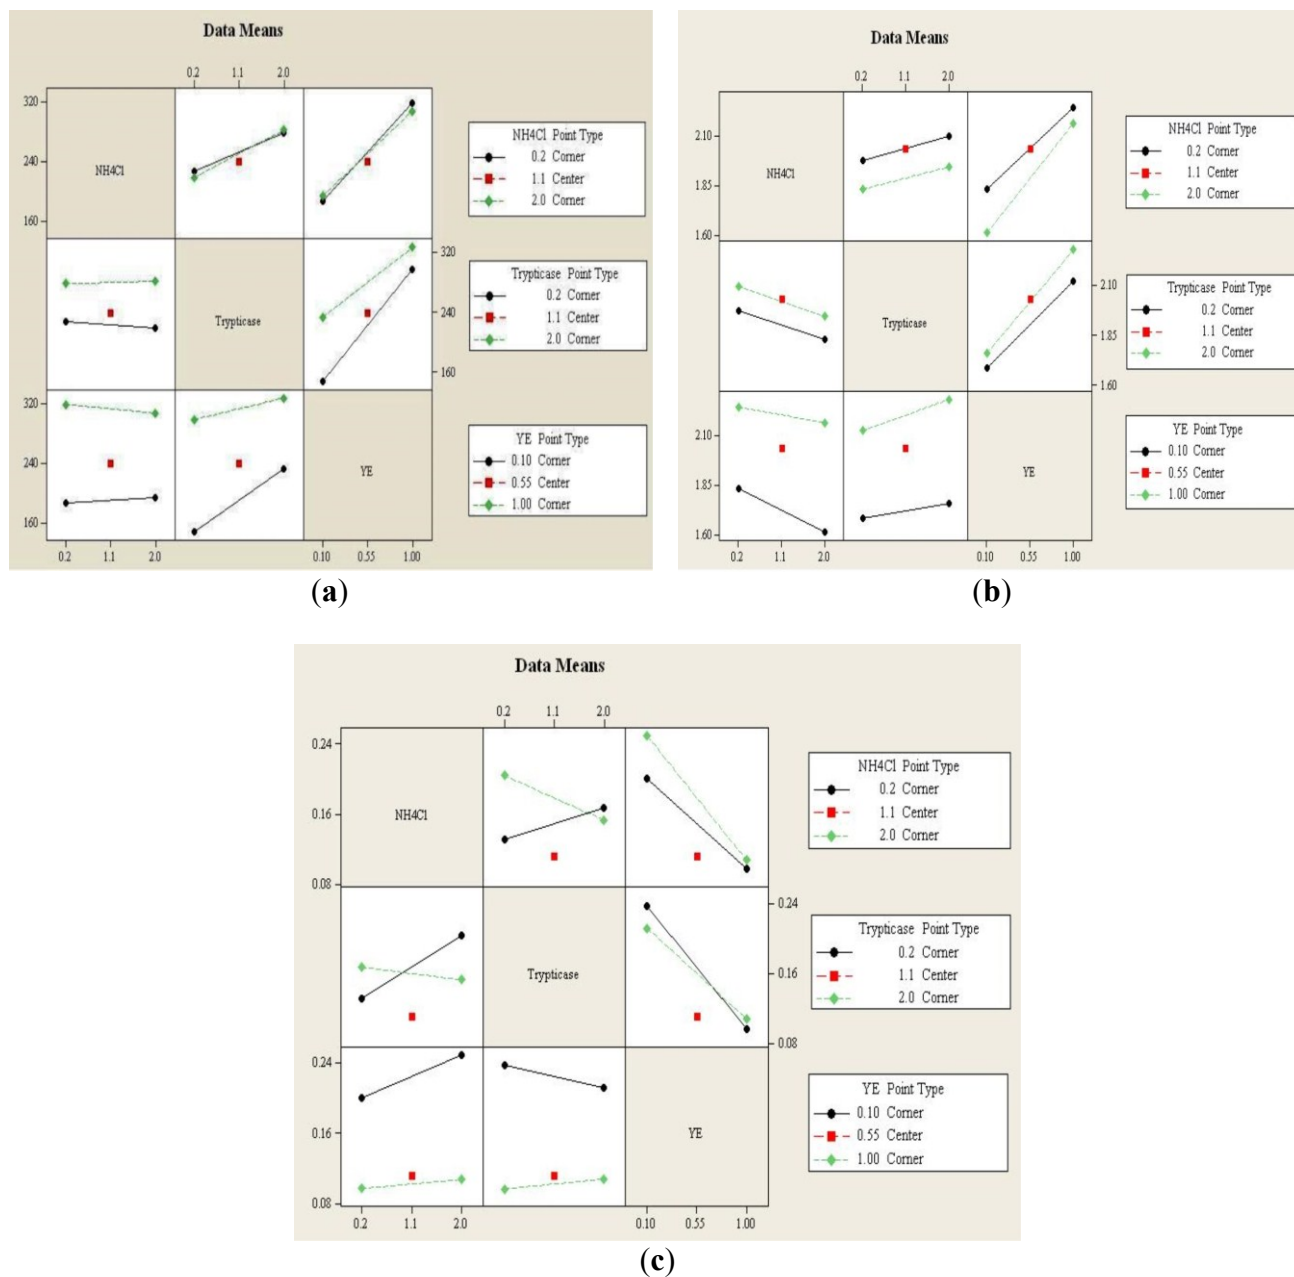 Data Means
0.2 1.1 2.0
320
240
160
NH4Cl
NH4Cl Point Type
0.2 Corner
1.1 Center
2.0 Corner
Trypticase
320
240
160
Trypticase Point Type
0.2 Corner
1.1 Center
2.0 Corner
320
240
160
YE
YE Point Type
0.10 Corner
0.55 Center
1.00 Corner
0.2 1.1 2.0 0.10 0.55 1.00
(a)
Data Means
0.2 1.1 2.0
2.10
1.85
1.60
NH4Cl
NH4Cl Point Type
0.2 Corner
1.1 Center
2.0 Corner
Trypticase
2.10
1.85
1.60
Trypticase Point Type
0.2 Corner
1.1 Center
2.0 Corner
2.10
1.85
1.60
YE
YE Point Type
0.10 Corner
0.55 Center
1.00 Corner
0.2 1.1 2.0 0.10 0.55 1.00
(b)
Data Means
0.2 1.1 2.0
0.24
0.16
0.08
NH4Cl
NH4Cl Point Type
0.2 Corner
1.1 Center
2.0 Corner
Trypticase
0.24
0.16
0.08
Trypticase Point Type
0.2 Corner
1.1 Center
2.0 Corner
0.24
0.16
0.08
YE
YE Point Type
0.10 Corner
0.55 Center
1.00 Corner
0.2 1.1 2.0 0.10 0.55 1.00
(c)